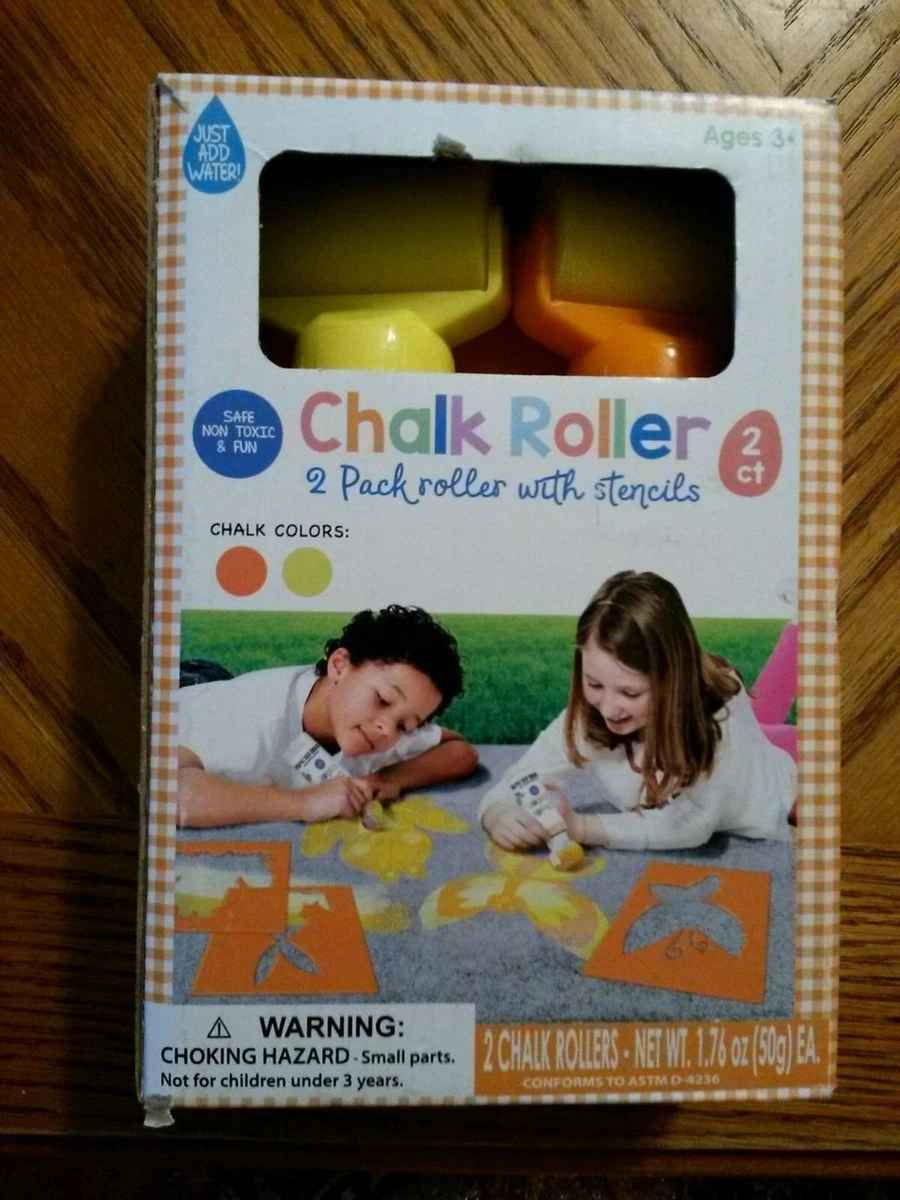 JUST
ADD
WATER!
Ages 3+
SAFE
NON TOXIC
& FUN
Chalk Roller
2 Pack roller with stencils
2
ct
CHALK COLORS:
WARNING:
CHOKING HAZARD - Small parts.
Not for children under 3 years.
2 CHALK ROLLERS - NET WT. 1.76 oz (50g) EA.
CONFORMS TO ASTM D-4236